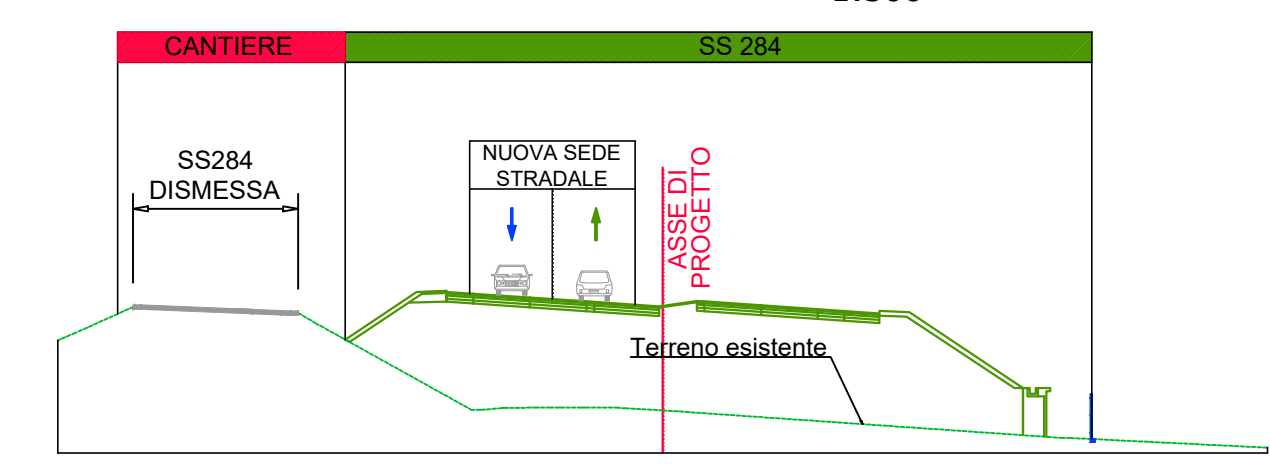 CANTIERE
SS 284
SS284
DISMESSA
NUOVA SEDE
STRADALE
ASSE DI
PROGETTO
Terreno esistente